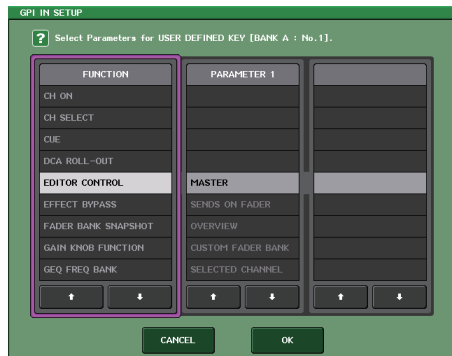 GPI IN SETUP
? Select Parameters for USER DEFINED KEY [BANK A : No.1].
FUNCTION
CH ON
CH SELECT
CUE
DCA ROLL-OUT
EDITOR CONTROL
EFFECT BYPASS
FADER BANK SNAPSHOT
GAIN KNOB FUNCTION
GEQ FREQ BANK
PARAMETER 1
MASTER
SENDS ON FADER
OVERVIEW
CUSTOM FADER BANK
SELECTED CHANNEL
CANCEL
OK